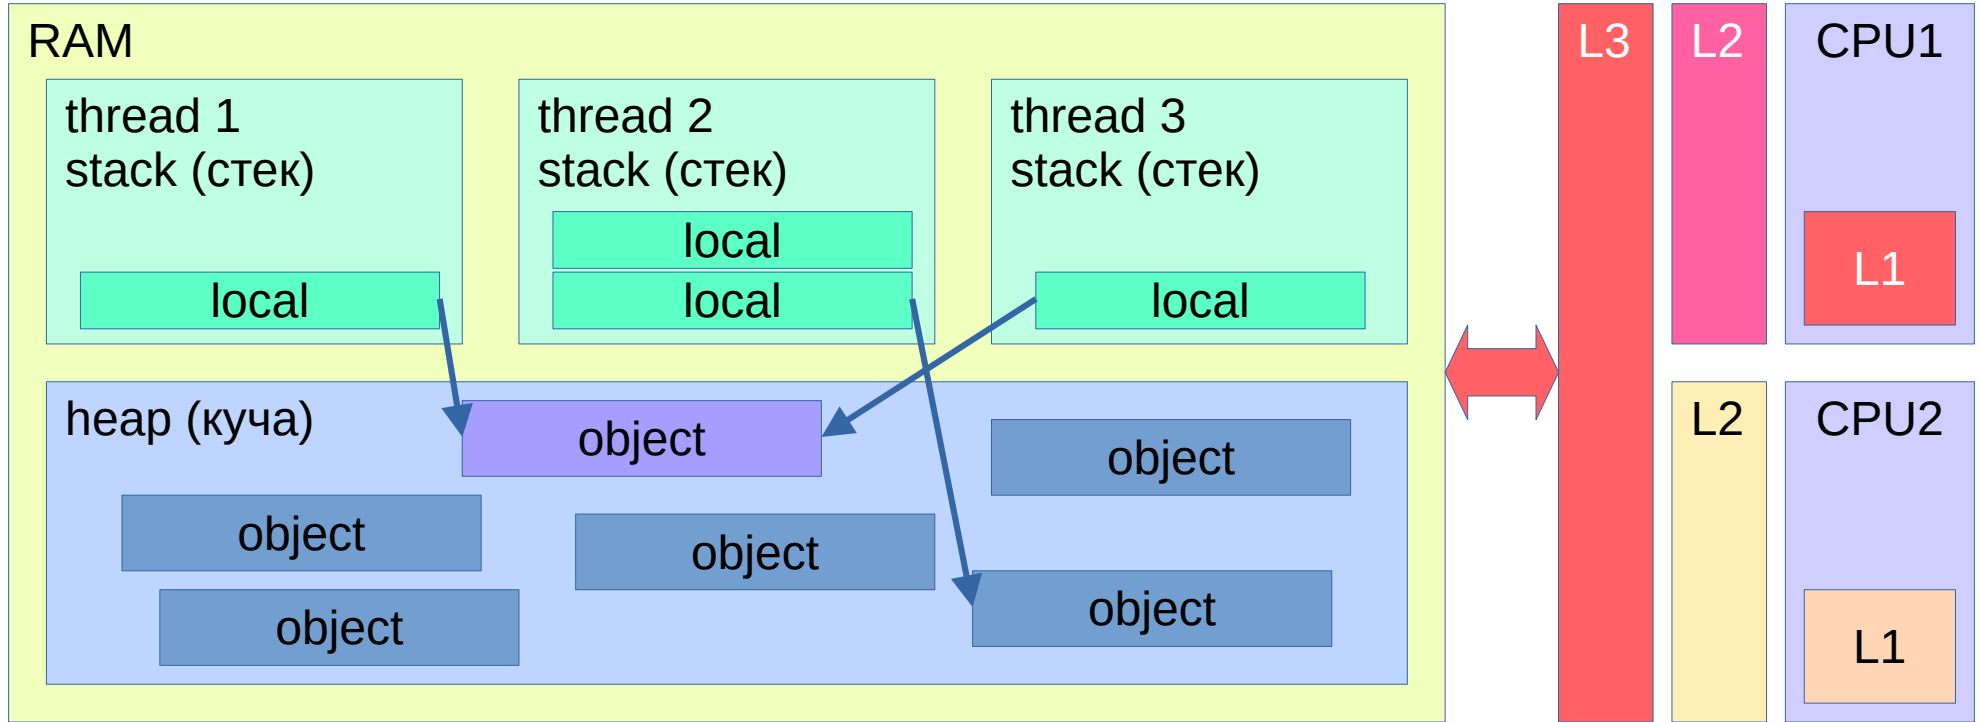 RAM
thread 1
stack (стек)
local
thread 2
stack (стек)
local
local
thread 3
stack (стек)
local
heap (куча)
object
object
object
object
object
object
L3
L2
CPU1
L1
L2
CPU2
L1